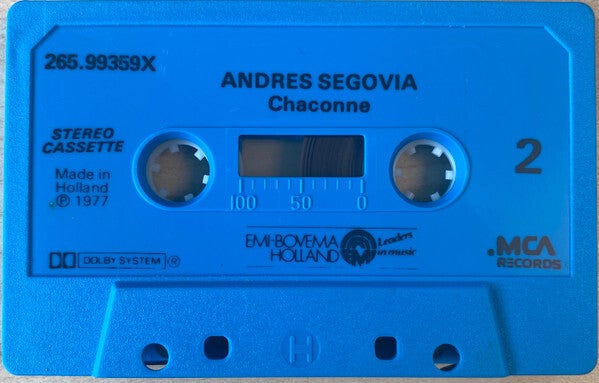 265.99359X
ANDRES SEGOVIA
Chaconne
STEREO
CASSETTE
2
Made in
Holland
℗ 1977
100 50 0
EMI-BOVEMA
HOLLAND
Leaders
in music
MCA
RECORDS
DOLBY SYSTEM ®
H